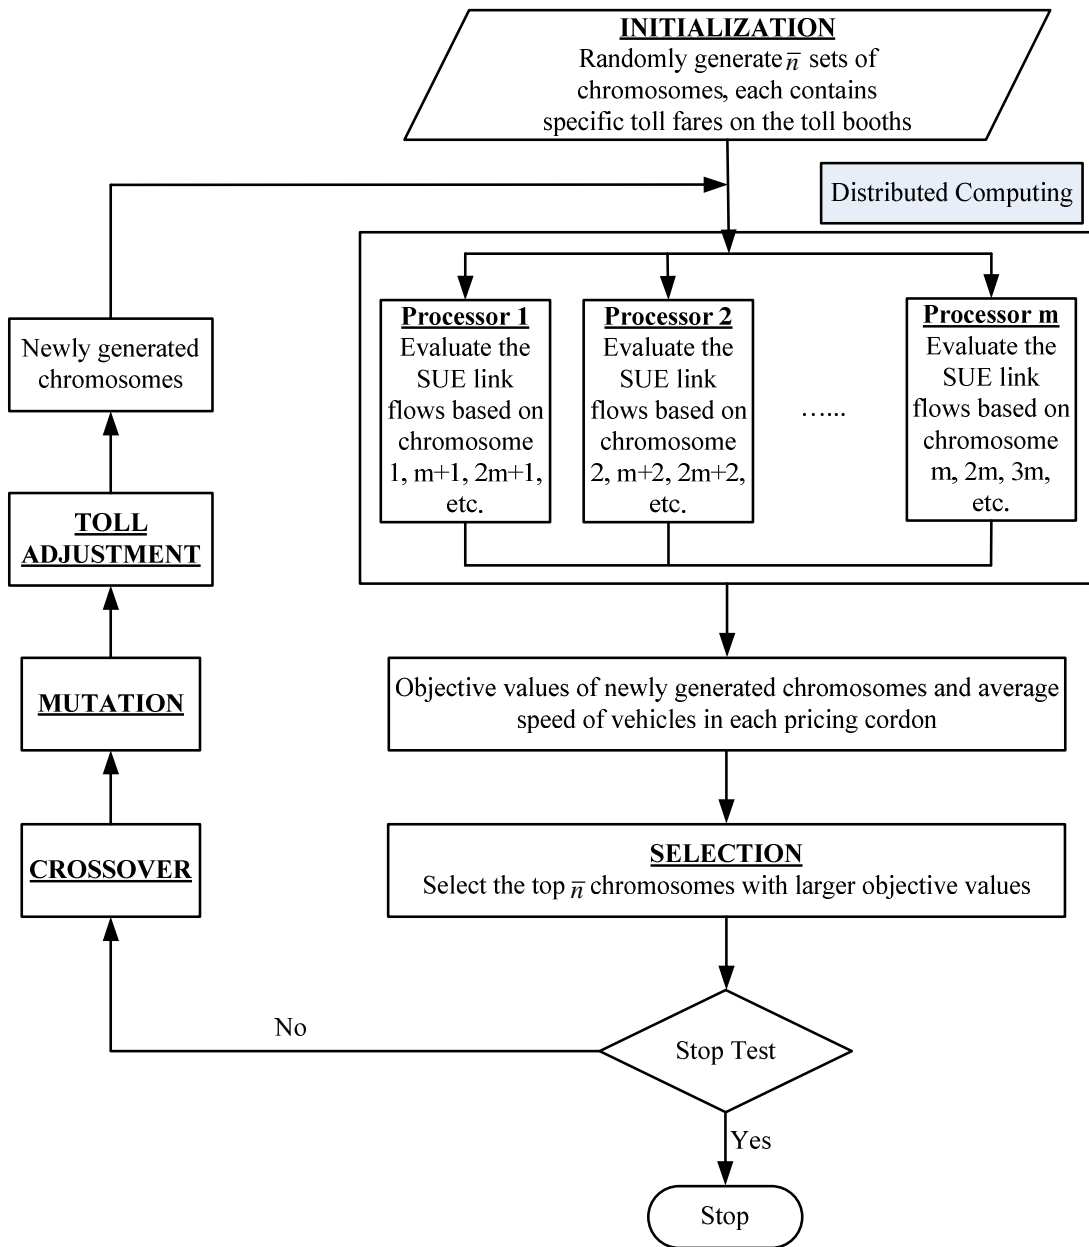 INITIALIZATION
Randomly generate n̄ sets of
chromosomes, each contains
specific toll fares on the toll booths
Distributed Computing
Processor 1
Evaluate the
SUE link
flows based on
chromosome
1, m+1, 2m+1,
etc.
Processor 2
Evaluate the
SUE link
flows based on
chromosome
2, m+2, 2m+2,
etc.
…...
Processor m
Evaluate the
SUE link
flows based on
chromosome
m, 2m, 3m,
etc.
Newly generated
chromosomes
TOLL
ADJUSTMENT
MUTATION
CROSSOVER
Objective values of newly generated chromosomes and average
speed of vehicles in each pricing cordon
SELECTION
Select the top n̄ chromosomes with larger objective values
No
Stop Test
Yes
Stop